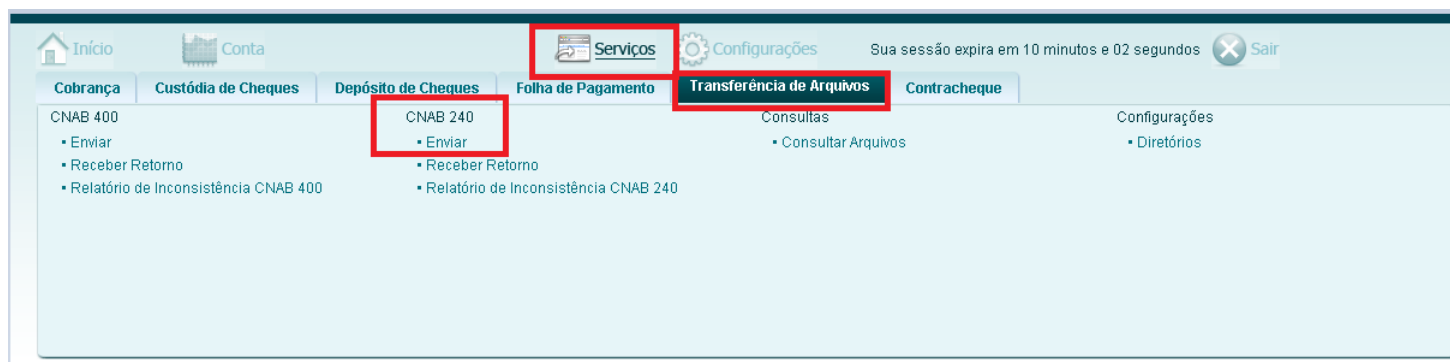 Início Conta Serviços Configurações Sua sessão expira em 10 minutos e 02 segundos Sair
Cobrança Custódia de Cheques Depósito de Cheques Folha de Pagamento Transferência de Arquivos Contracheque
CNAB 400 CNAB 240 Consultas Configurações
▪ Enviar ▪ Enviar ▪ Consultar Arquivos ▪ Diretórios
▪ Receber Retorno ▪ Receber Retorno
▪ Relatório de Inconsistência CNAB 400 ▪ Relatório de Inconsistência CNAB 240